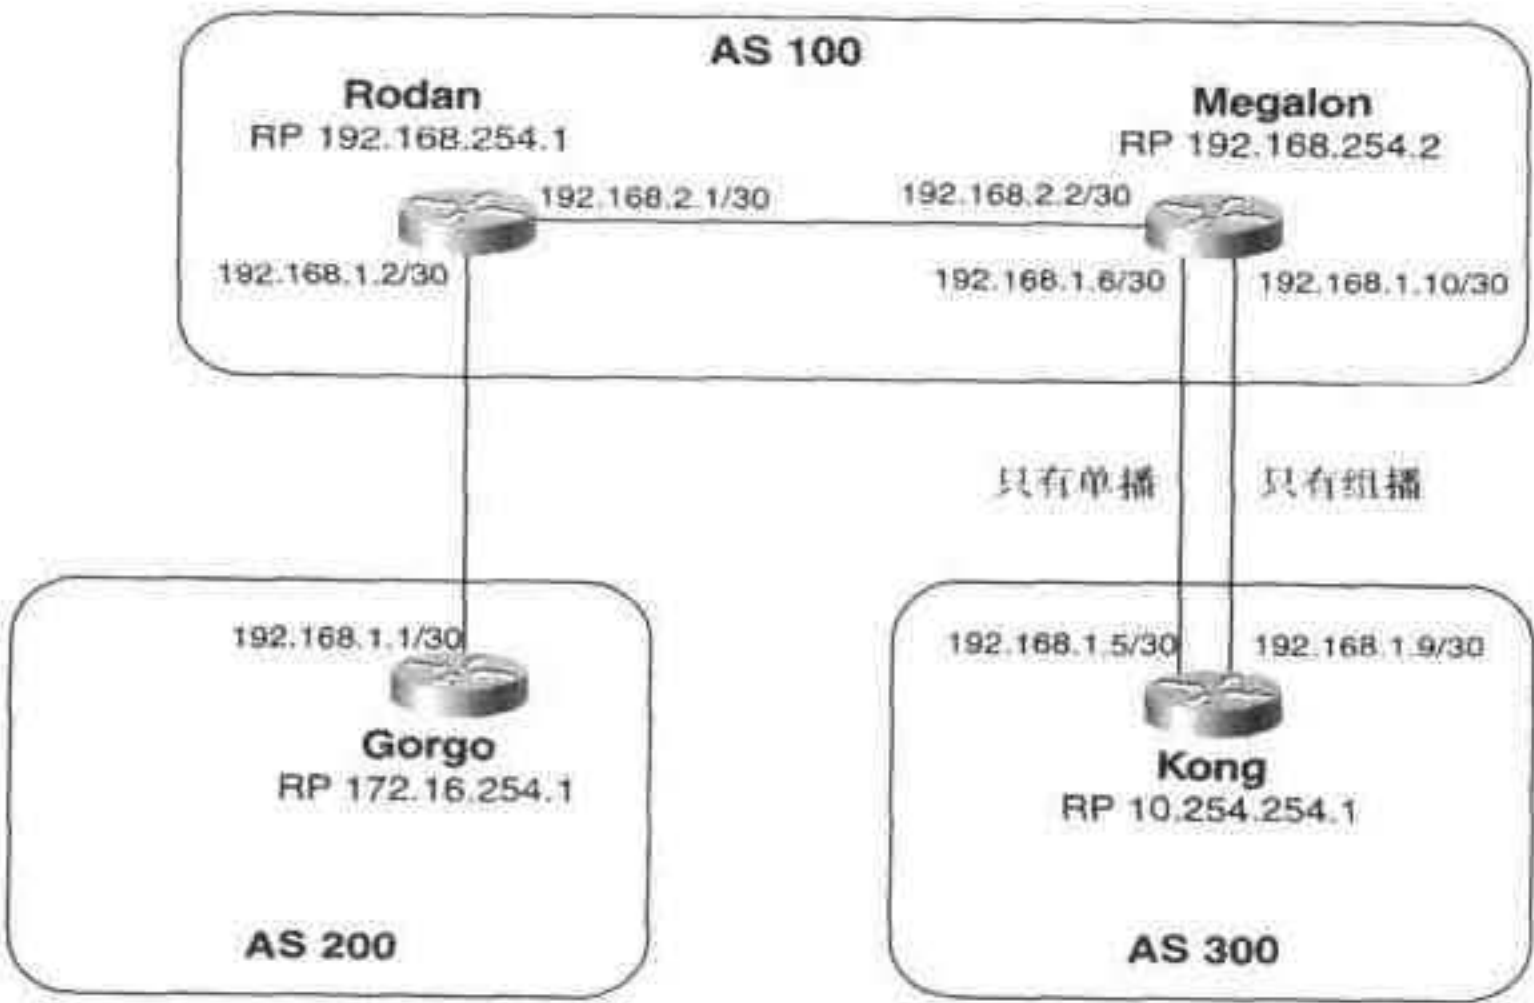 AS 100
Rodan
RP 192.168.254.1
Megalon
RP 192.168.254.2
192.168.2.1/30
192.168.2.2/30
192.168.1.2/30
192.168.1.6/30
192.168.1.10/30
只有单播
只有组播
192.168.1.1/30
192.168.1.5/30
192.168.1.9/30
Gorgo
RP 172.16.254.1
Kong
RP 10.254.254.1
AS 200
AS 300